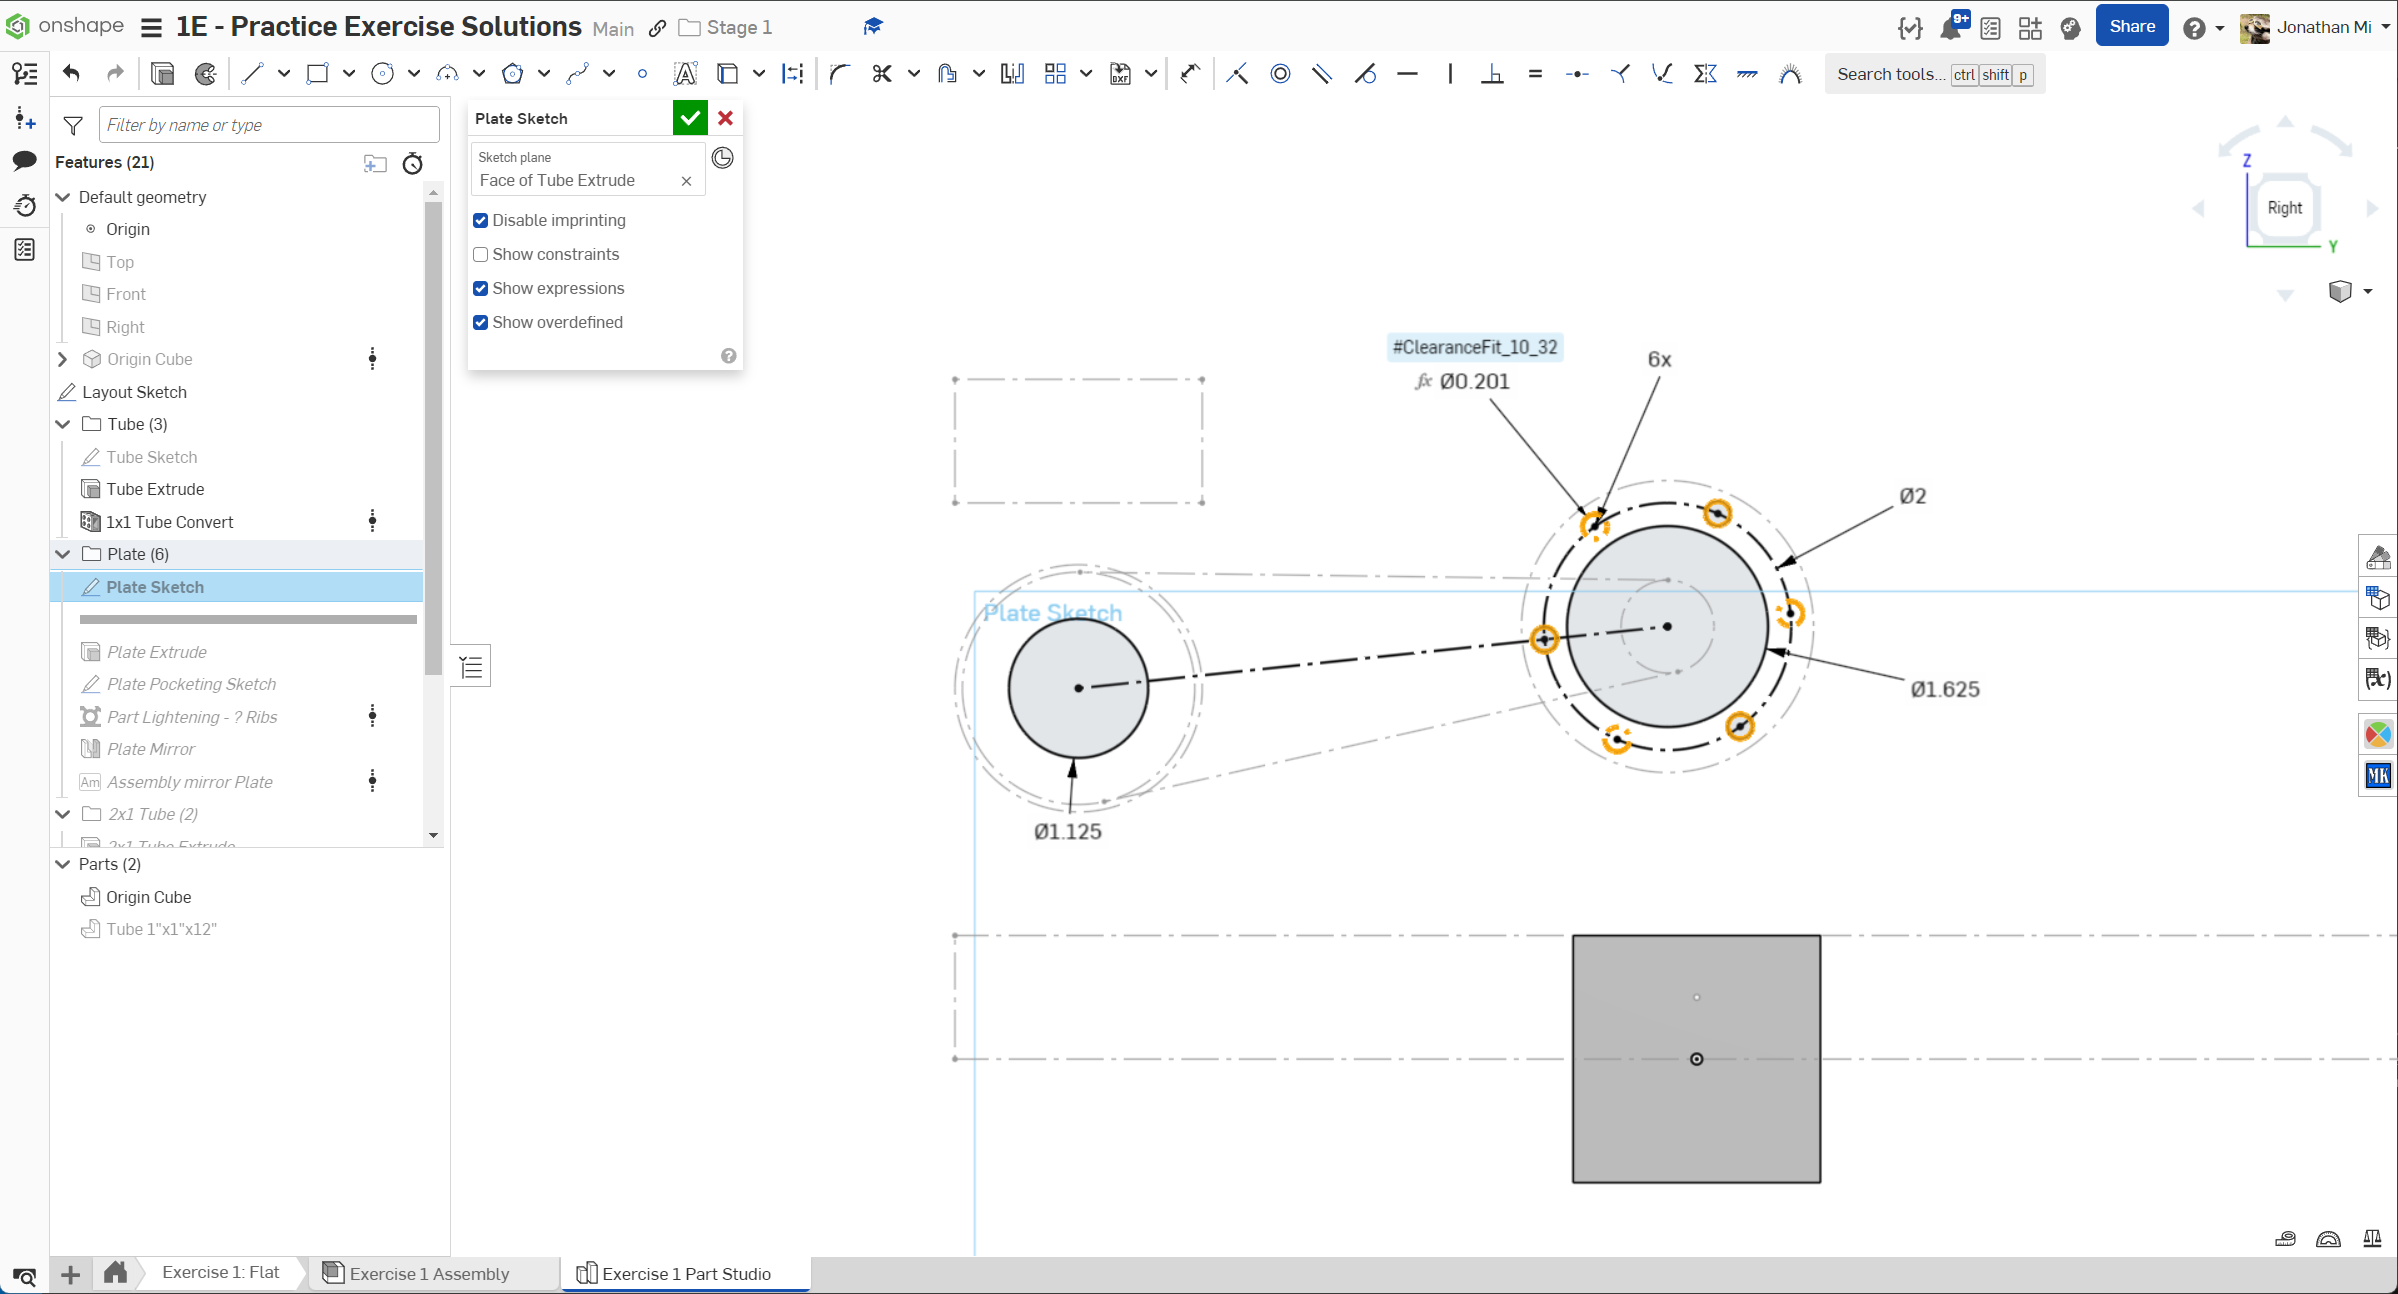 onshape
1E - Practice Exercise Solutions Main Stage 1
9+
Share
Jonathan Mi
DXF
Search tools... ctrl shift p
Filter by name or type
Features (21)
Default geometry
Origin
Top
Front
Right
Origin Cube
Layout Sketch
Tube (3)
Tube Sketch
Tube Extrude
1x1 Tube Convert
Plate (6)
Plate Sketch
Plate Extrude
Plate Pocketing Sketch
Part Lightening - ? Ribs
Plate Mirror
Am Assembly mirror Plate
2x1 Tube (2)
2x1 Tube Extrude
Parts (2)
Origin Cube
Tube 1"x1"x12"
Plate Sketch
Sketch plane
Face of Tube Extrude
Disable imprinting
Show constraints
Show expressions
Show overdefined
Z
Right
Y
#ClearanceFit_10_32
fx Ø0.201
6x
Ø2
Plate Sketch
Ø1.625
Ø1.125
(x)
MK
Exercise 1: Flat
Exercise 1 Assembly
Exercise 1 Part Studio